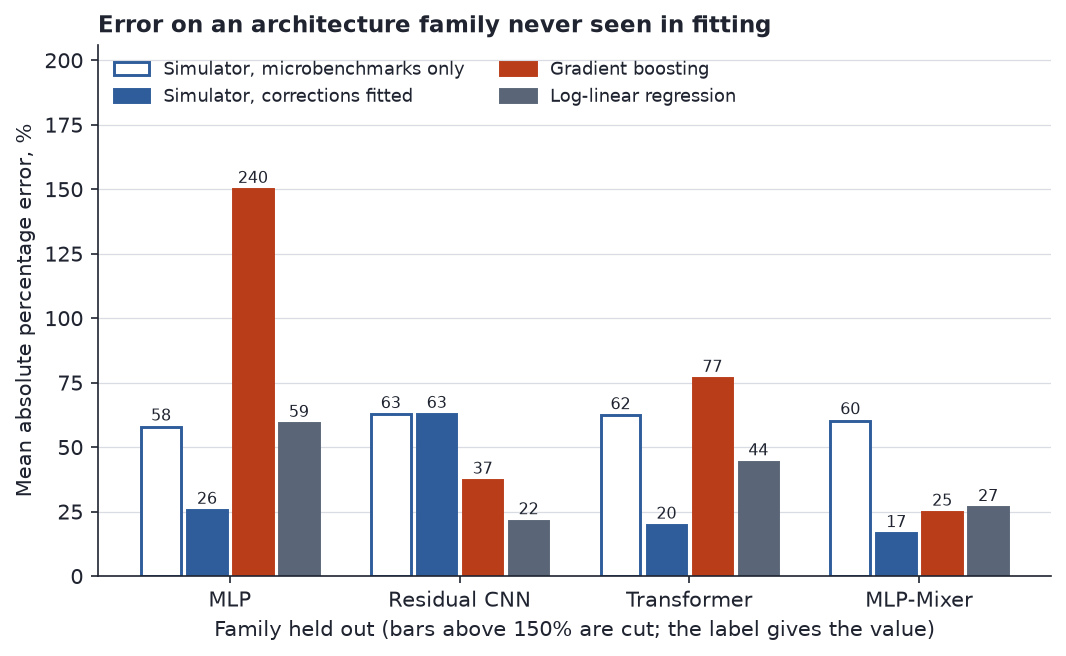 Error on an architecture family never seen in fitting
Mean absolute percentage error, %
200
175
150
125
100
75
50
25
0
Simulator, microbenchmarks only
Simulator, corrections fitted
Gradient boosting
Log-linear regression
58
26
240
59
63
63
37
22
62
20
77
44
60
17
25
27
MLP
Residual CNN
Transformer
MLP-Mixer
Family held out (bars above 150% are cut; the label gives the value)